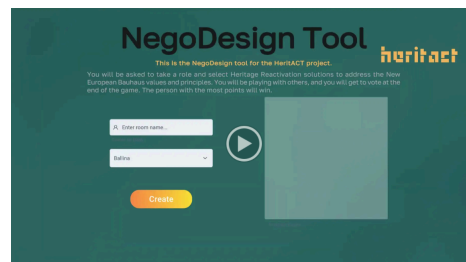 NegoDesign Tool
heritact
This is the NegoDesign tool for the HeritACT project.
You will be asked to take a role and select Heritage Reactivation solutions to address the New
European Bauhaus values and principles. You will be playing with others, and you will get to vote at the
end of the game. The person with the most points will win.
Enter room name...
Ballina
Create